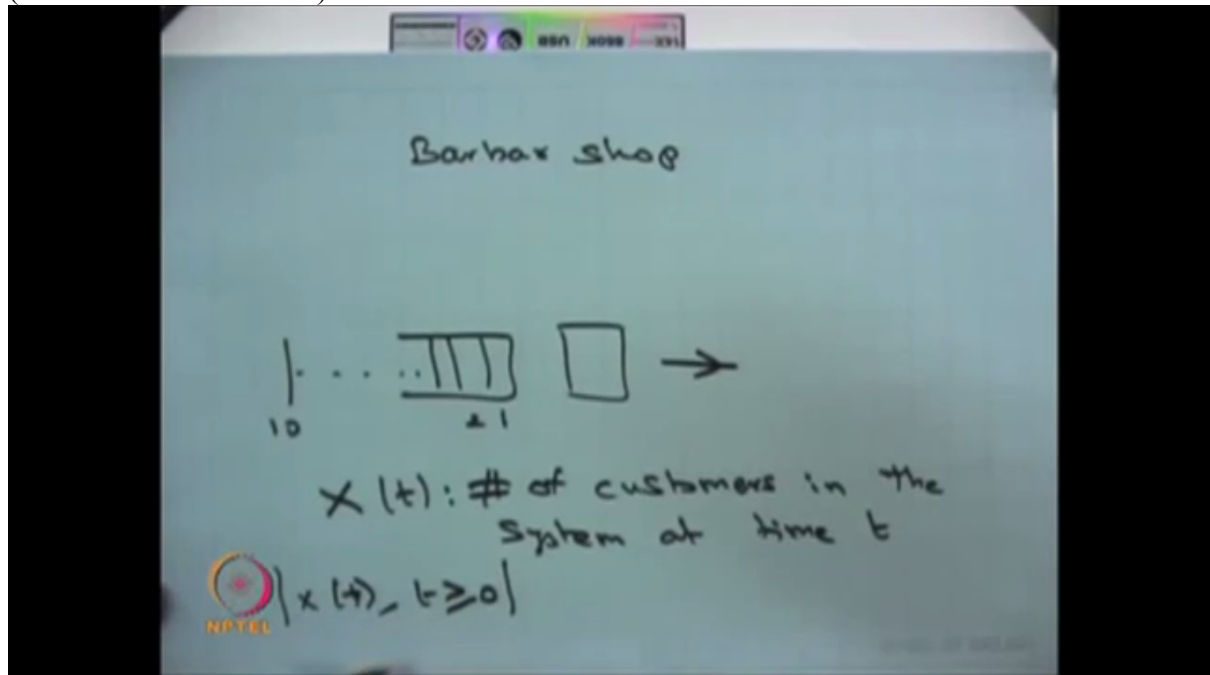 Barbar shop
10 2 1
X (t) : # of customers in the
system at time t
{ x (t), t ≥ 0 }
NPTEL